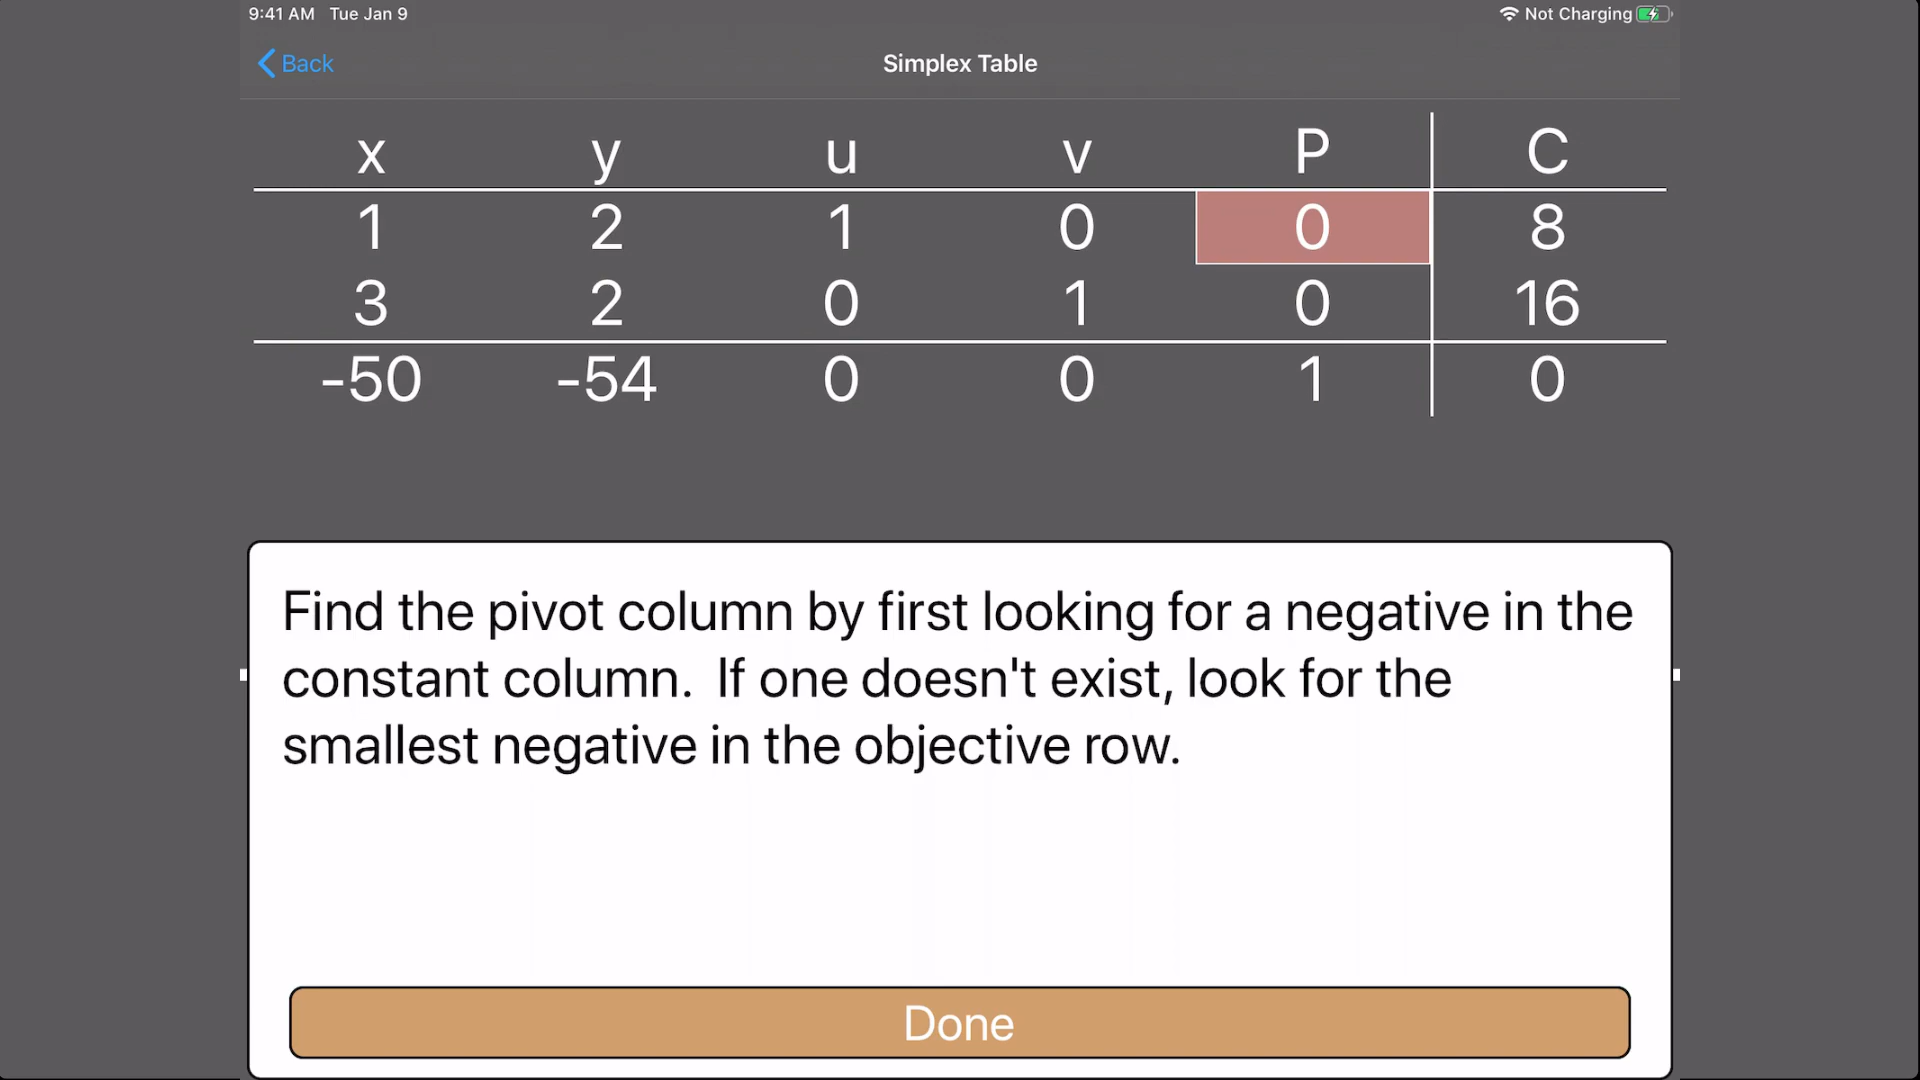 9:41 AM Tue Jan 9 Not Charging
Back Simplex Table
x y u v P C
1 2 1 0 0 8
3 2 0 1 0 16
-50 -54 0 0 1 0
Find the pivot column by first looking for a negative in the
constant column. If one doesn't exist, look for the
smallest negative in the objective row.
Done